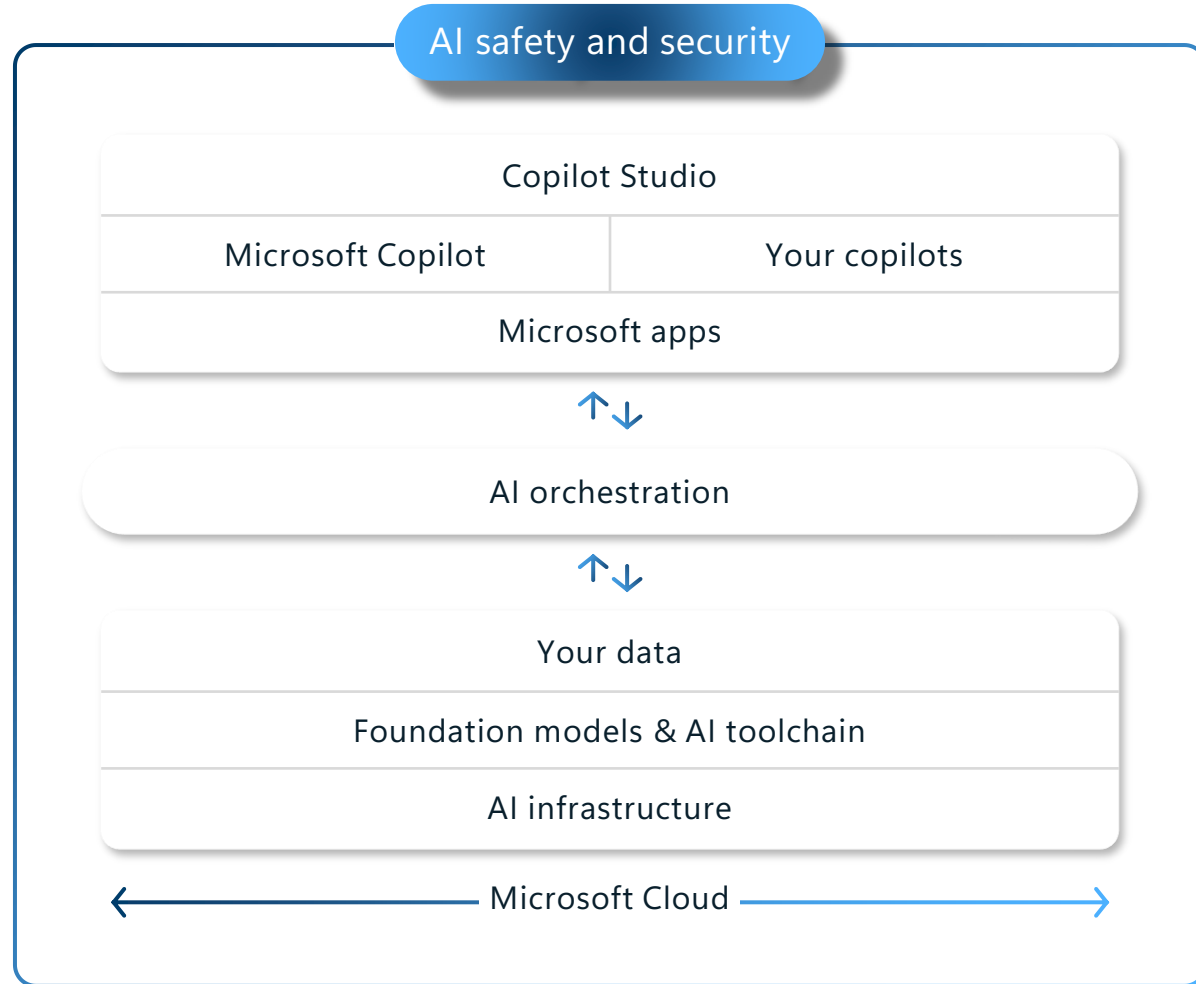 AI safety and security
Copilot Studio
Microsoft Copilot
Your copilots
Microsoft apps
AI orchestration
Your data
Foundation models & AI toolchain
AI infrastructure
Microsoft Cloud